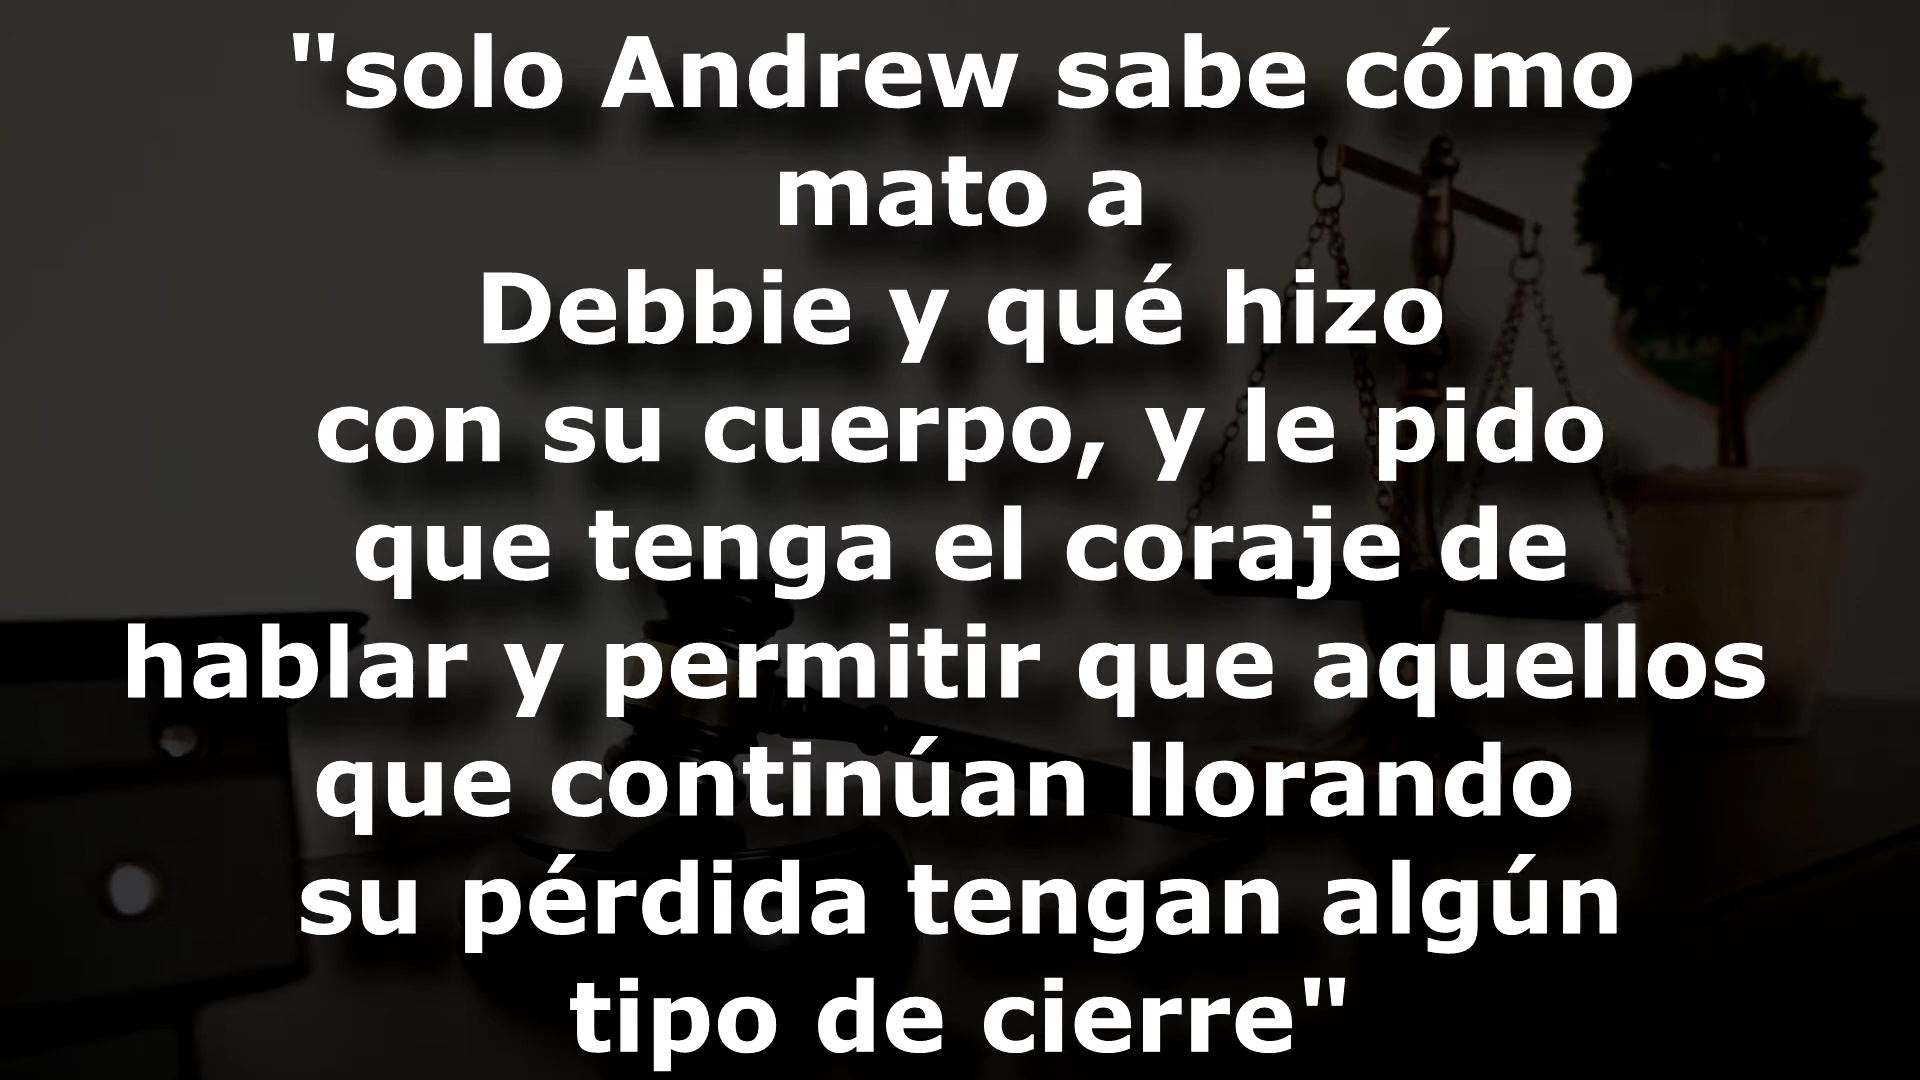 "solo Andrew sabe cómo
mato a
Debbie y qué hizo
con su cuerpo, y le pido
que tenga el coraje de
hablar y permitir que aquellos
que continúan llorando
su pérdida tengan algún
tipo de cierre"